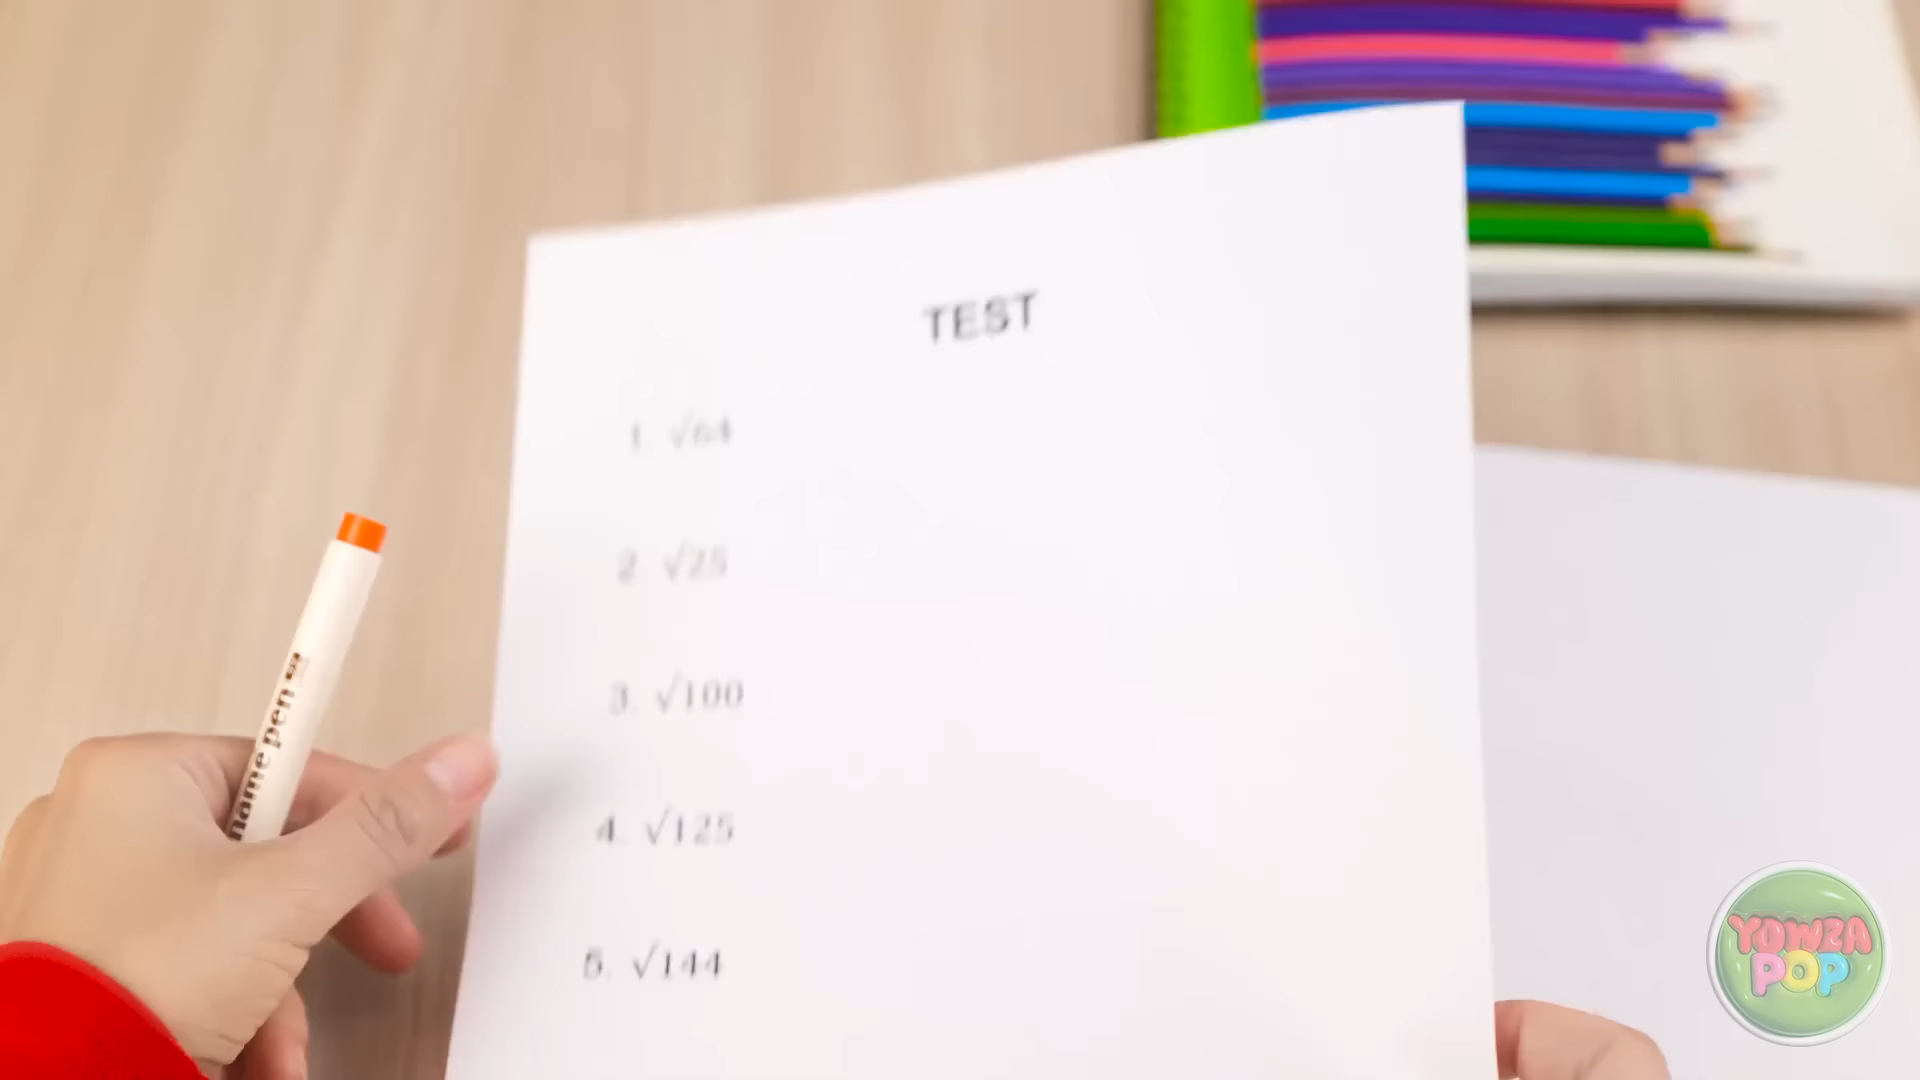 TEST
1. √64
2. √25
3. √100
4. √125
5. √144
name pen
YOWZA
POP